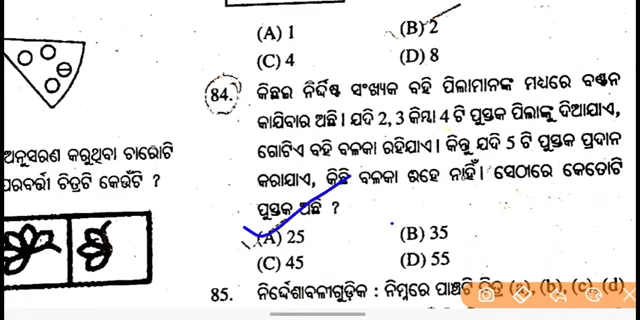 (A) 1
(B) 2
(C) 4
(D) 8
84. କିଛଇ ନିର୍ଦ୍ଦିଷ୍ଟ ସଂଖ୍ୟକ ବହି ପିଲାମାନଙ୍କ ମଧ୍ୟରେ ବଣ୍ଟନ
କାଯିବାର ଅଛି । ଯଦି 2, 3 କିମ୍ବା 4 ଟି ପୁସ୍ତକ ପିଲାଙ୍କୁ ଦିଆଯାଏ,
ଗୋଟିଏ ବହି ବଳକା ରହିଯାଏ । କିନ୍ତୁ ଯଦି 5 ଟି ପୁସ୍ତକ ପ୍ରଦାନ
କରାଯାଏ, କିଛି ବଳକା ରହେ ନାହିଁ । ସେଠାରେ କେତୋଟି
ପୁସ୍ତକ ଅଛି ?
(A) 25
(B) 35
(C) 45
(D) 55
ଅନୁସରଣ କରୁଥିବା ଚାରୋଟି
ପରବର୍ତ୍ତୀ ଚିତ୍ରଟି କେଉଁଟି ?
85. ନିର୍ଦ୍ଦେଶାବଳୀଗୁଡ଼ିକ : ନିମ୍ନରେ ପାଞ୍ଚଟି ଚିତ୍ର (a), (b), (c), (d)